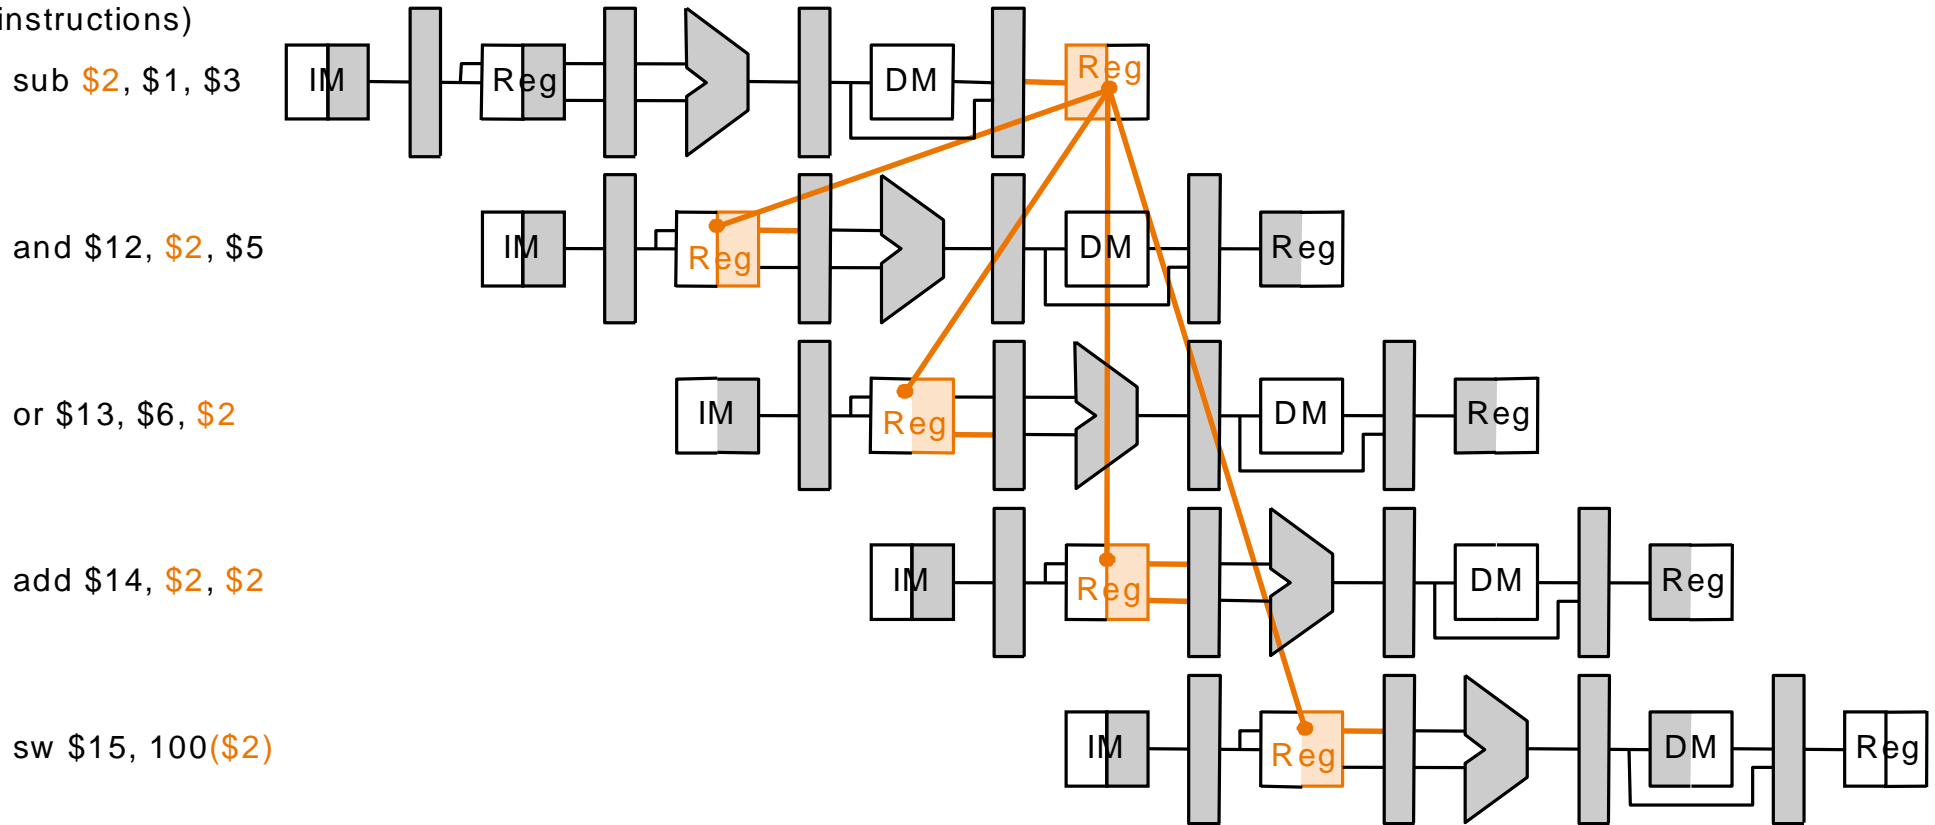 instructions)
sub $2, $1, $3 IM Reg DM Reg
and $12, $2, $5 IM Reg DM Reg
or $13, $6, $2 IM Reg DM Reg
add $14, $2, $2 IM Reg DM Reg
sw $15, 100($2) IM Reg DM Reg